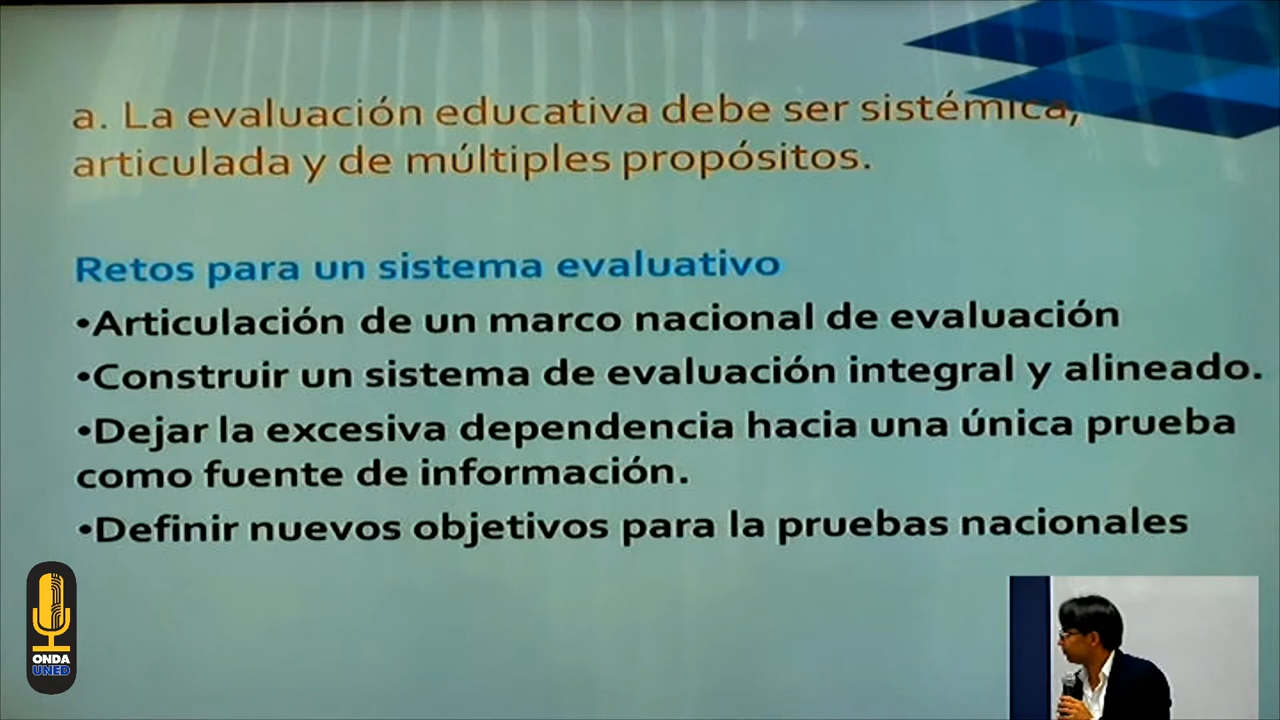 a. La evaluación educativa debe ser sistémica,
articulada y de múltiples propósitos.
Retos para un sistema evaluativo
•Articulación de un marco nacional de evaluación
•Construir un sistema de evaluación integral y alineado.
•Dejar la excesiva dependencia hacia una única prueba
como fuente de información.
•Definir nuevos objetivos para la pruebas nacionales
ONDA
UNED